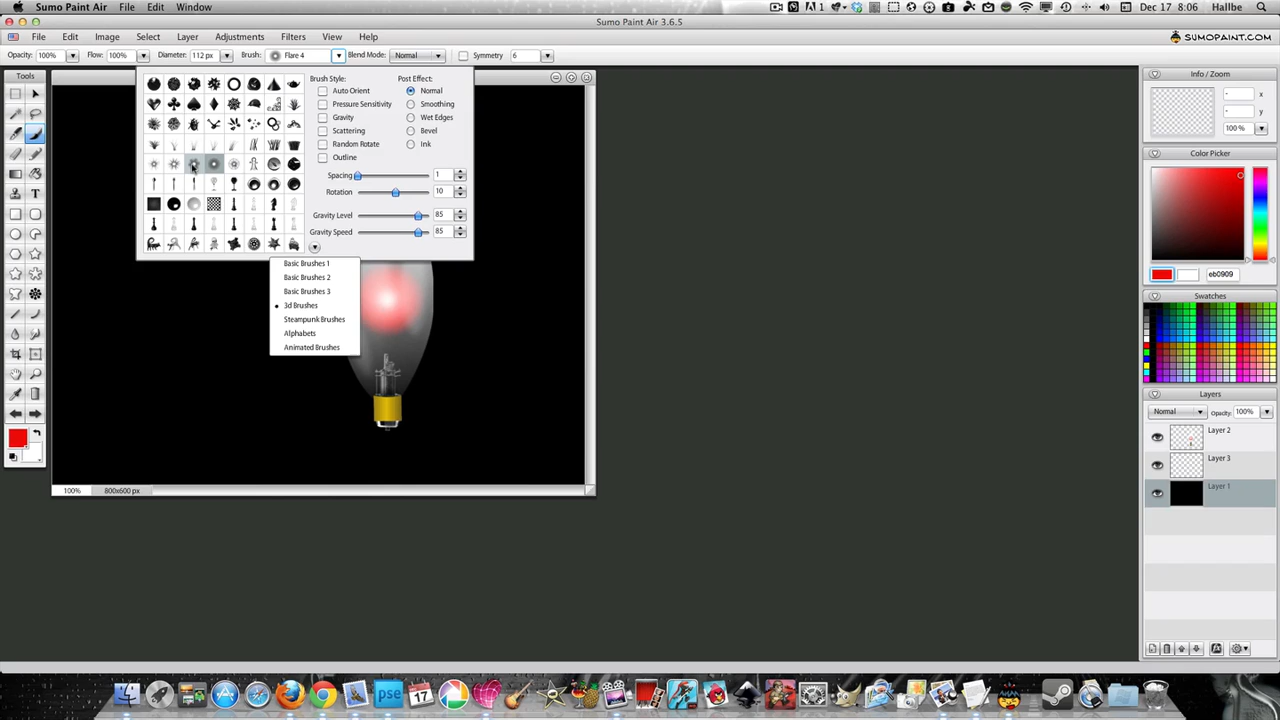 Sumo Paint Air File Edit Window
1 Dec 17 8:06 Hallbe
Sumo Paint Air 3.6.5
File Edit Image Select Layer Adjustments Filters View Help
SUMOPAINT.COM
Opacity: 100% Flow: 100% Diameter: 112 px Brush: Flare 4 Blend Mode: Normal Symmetry 6
Tools
Brush Style:
Auto Orient
Pressure Sensitivity
Gravity
Scattering
Random Rotate
Outline
Post Effect:
Normal
Smoothing
Wet Edges
Bevel
Ink
Spacing 1
Rotation 10
Gravity Level 85
Gravity Speed 85
Basic Brushes 1
Basic Brushes 2
Basic Brushes 3
3d Brushes
Steampunk Brushes
Alphabets
Animated Brushes
100% 800x600 px
Info / Zoom
- x
- y
100%
Color Picker
eb0909
Swatches
Layers
Normal Opacity: 100%
Layer 2
Layer 3
Layer 1
T
pse
17